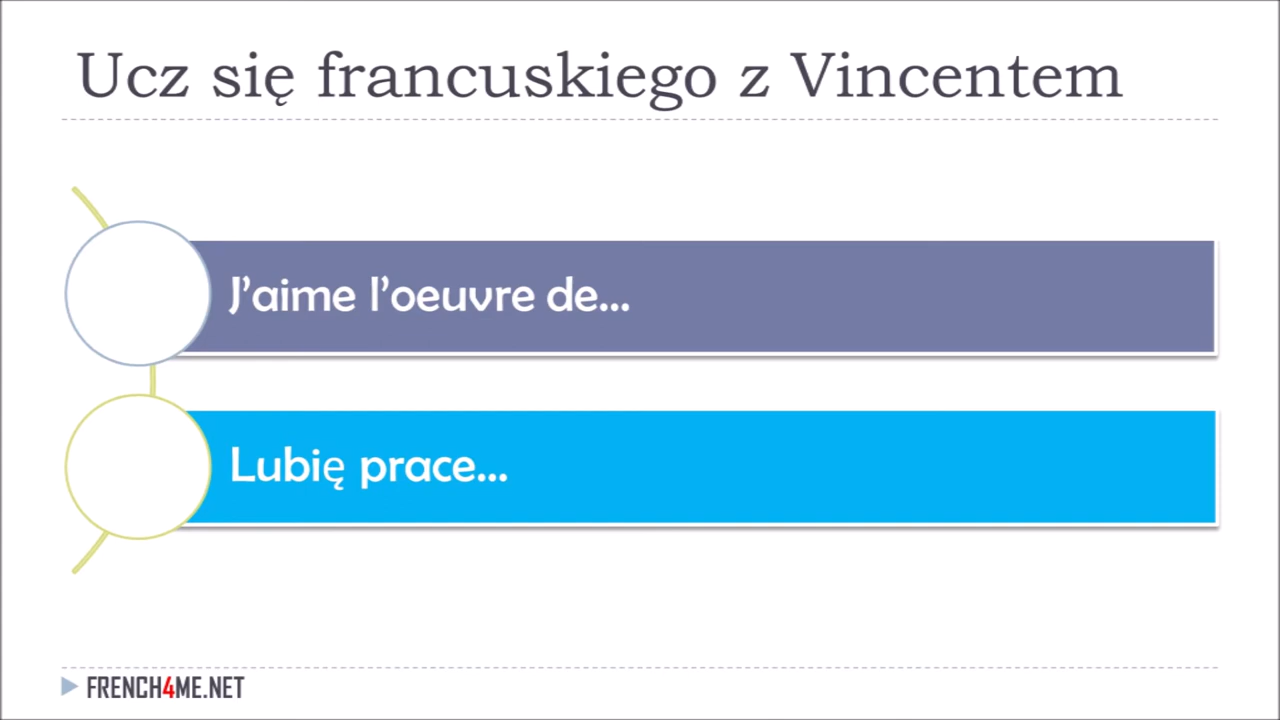 Ucz się francuskiego z Vincentem
J’aime l’oeuvre de...
Lubię prace...
FRENCH4ME.NET